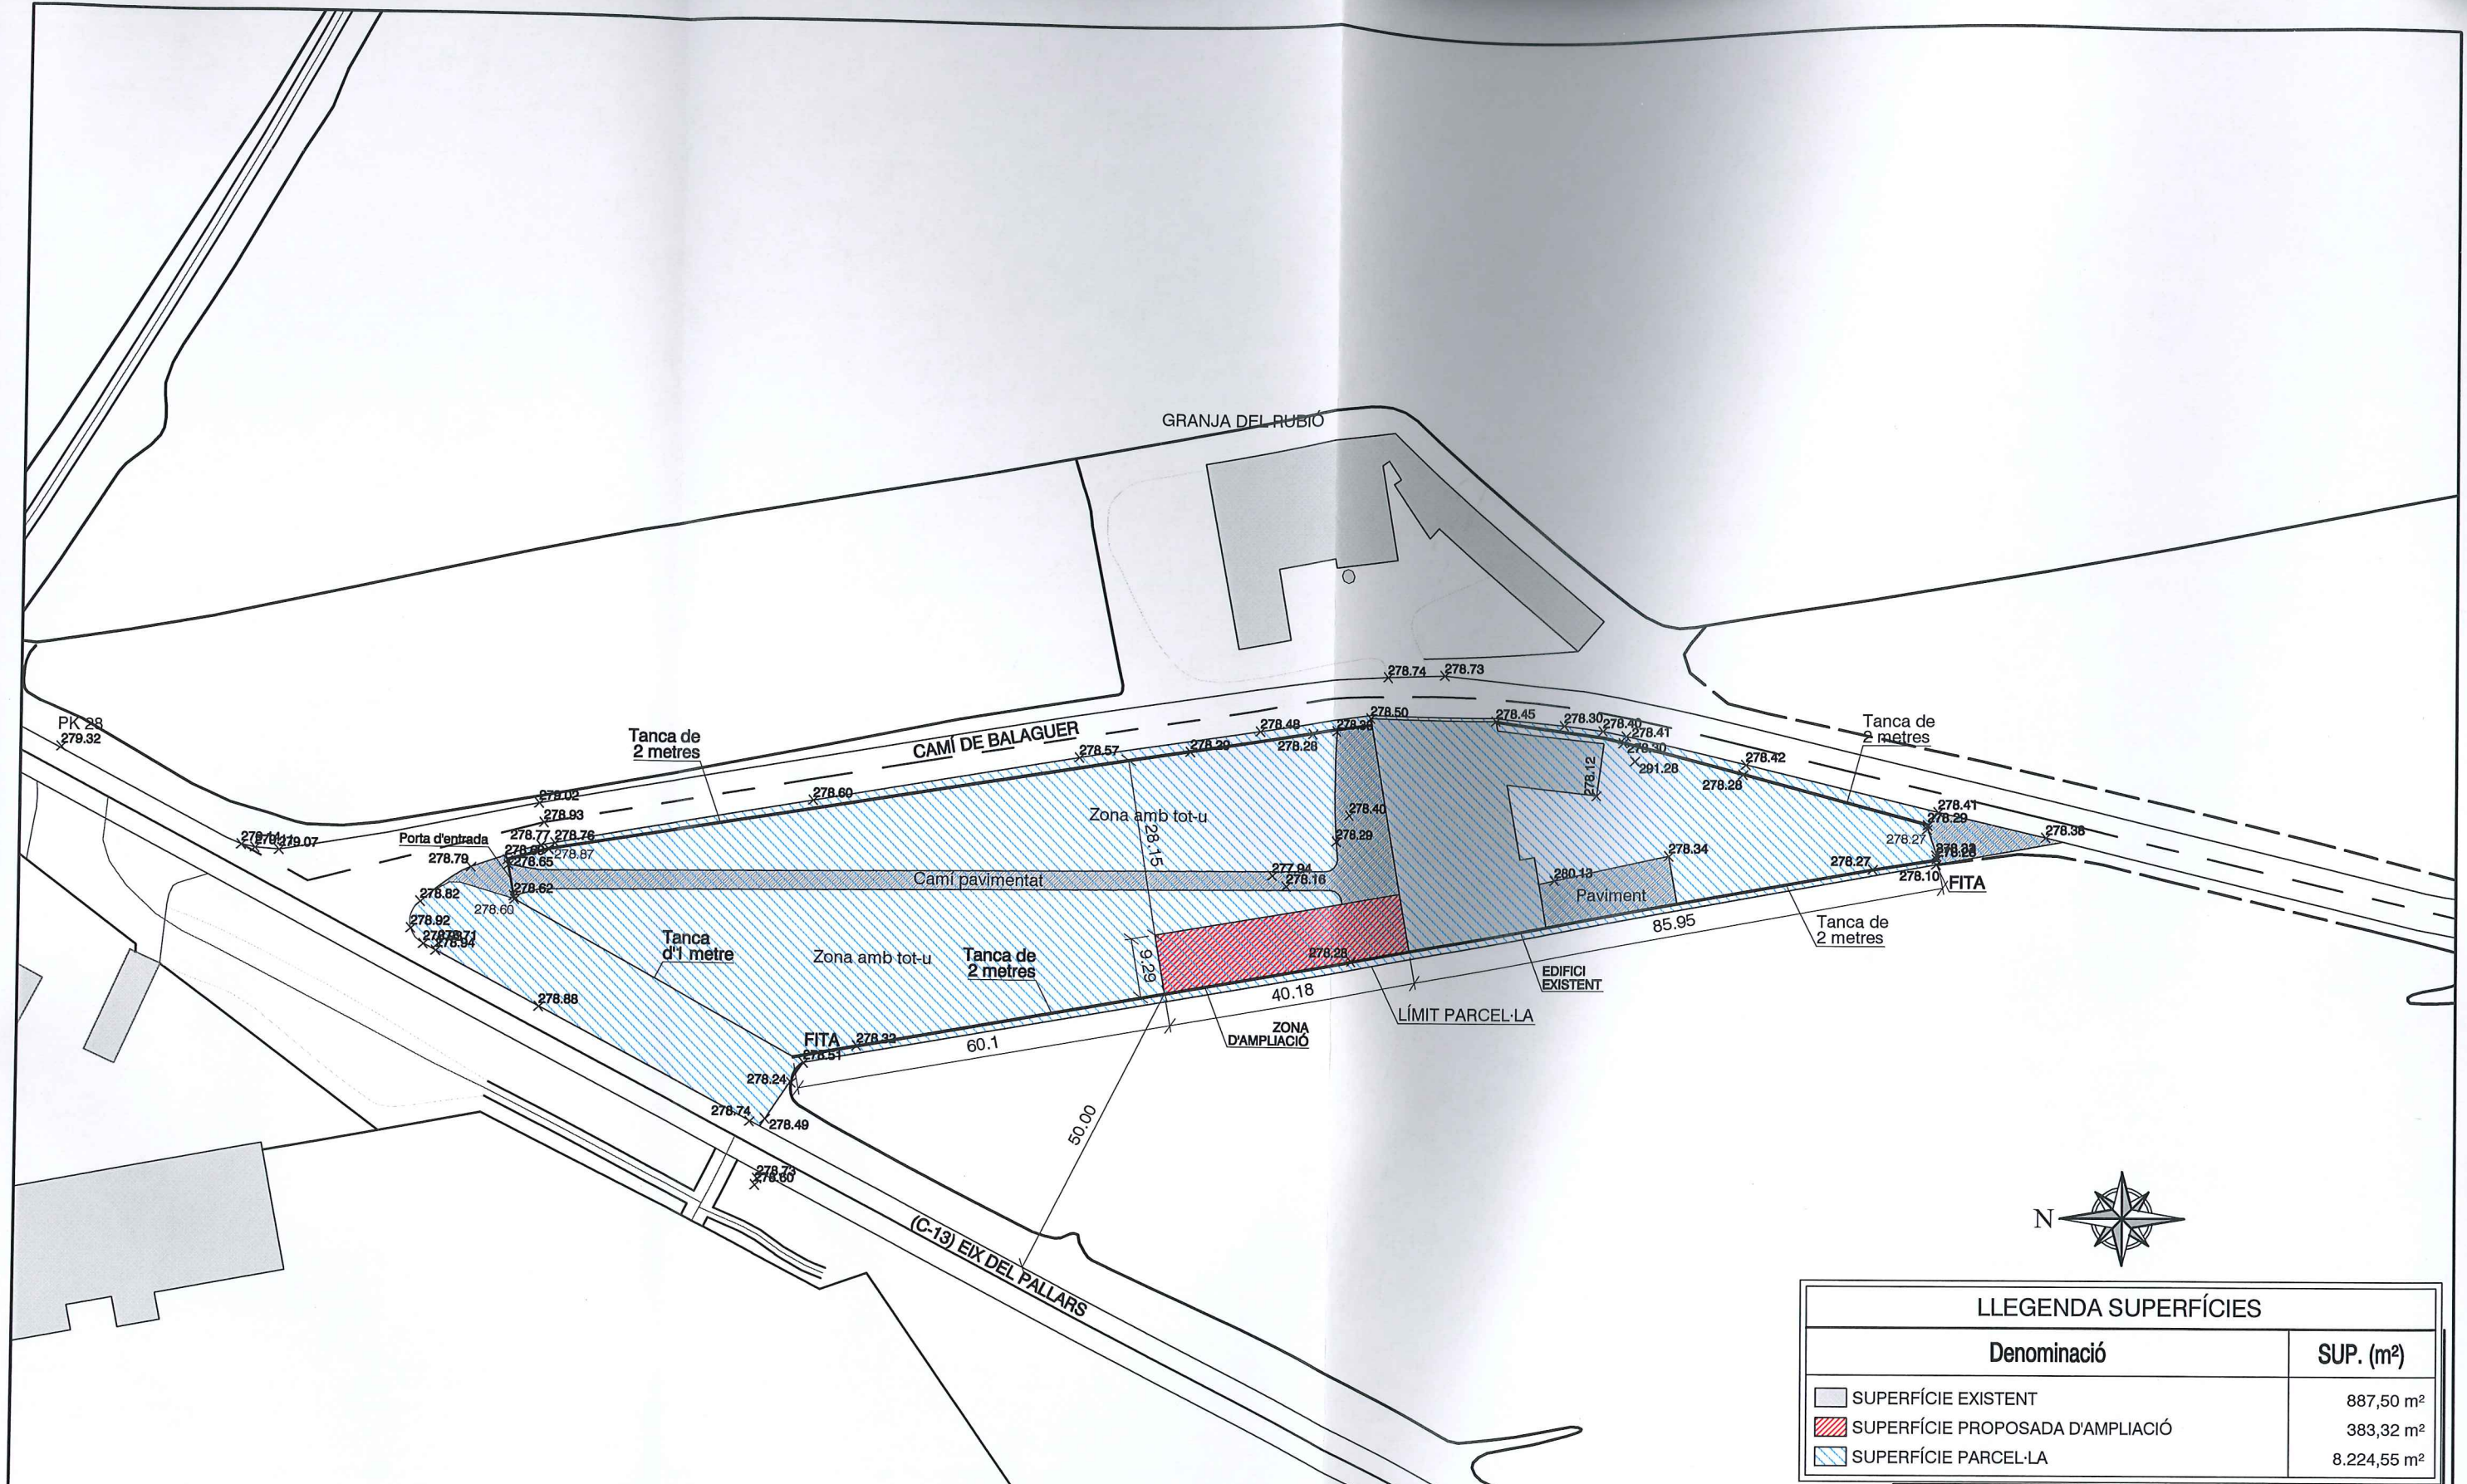 GRANJA DEL RUBIÓ
278.74
278.73
PK 28
279.32
Tanca de
2 metres
CAMÍ DE BALAGUER
278.57
278.29
278.48
278.28
278.50
278.45
278.30
278.40
278.41
278.30
291.28
278.12
278.42
278.28
Tanca de
2 metres
278.41
278.29
278.27
278.38
279.02
278.93
278.60
Zona amb tot-u
28.15
278.40
278.29
279.07
Porta d'entrada
278.77
278.76
278.87
278.65
278.79
278.62
278.60
278.82
278.92
278.94
Camí pavimentat
277.94
278.16
280.13
278.34
Paviment
278.27
278.10
FITA
85.95
Tanca de
2 metres
Tanca
d'1 metre
Zona amb tot-u
Tanca de
2 metres
9.29
278.28
EDIFICI
EXISTENT
40.18
LÍMIT PARCEL·LA
ZONA
D'AMPLIACIÓ
278.88
FITA
278.32
278.51
60.1
278.24
278.74
278.49
278.73
278.60
50.00
(C-13) EIX DEL PALLARS
N
LLEGENDA SUPERFÍCIES
Denominació SUP. (m²)
SUPERFÍCIE EXISTENT 887,50 m²
SUPERFÍCIE PROPOSADA D'AMPLIACIÓ 383,32 m²
SUPERFÍCIE PARCEL·LA 8.224,55 m²